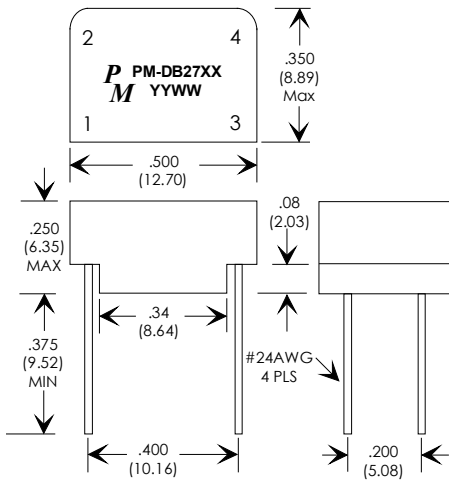 2 4
P PM-DB27XX
M YYWW
1 3
.350
(8.89)
Max
.500
(12.70)
.250
(6.35)
MAX
.08
(2.03)
.34
(8.64)
.375
(9.52)
MIN
#24AWG
4 PLS
.400
(10.16)
.200
(5.08)